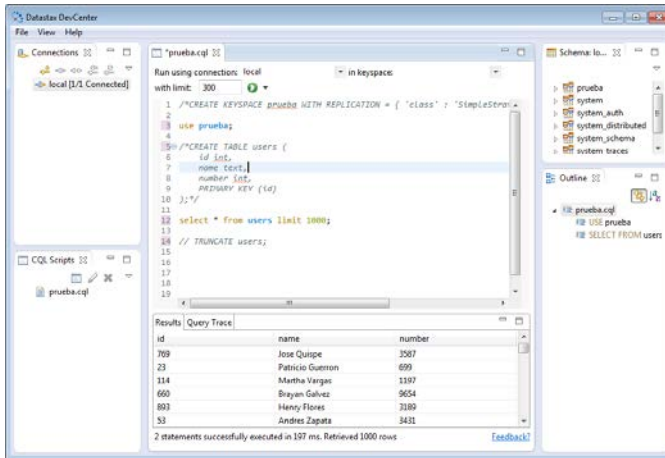 Datastax DevCenter
File View Help
Connections
local [1/1 Connected]
CQL Scripts
prueba.cql
*prueba.cql
Run using connection: local in keyspace:
with limit: 300
1 /*CREATE KEYSPACE prueba WITH REPLICATION = { 'class' : 'SimpleStrat
2
3 use prueba;
4
5 /*CREATE TABLE users (
6 id int,
7 name text,
8 number int,
9 PRIMARY KEY (id)
10 );*/
11
12 select * from users limit 1000;
13
14 // TRUNCATE users;
15
16
17
18
19
Results Query Trace
id name number
769 Jose Quispe 3587
23 Patricio Guerron 699
114 Martha Vargas 1197
660 Brayan Galvez 9654
893 Henry Flores 3189
53 Andres Zapata 3431
2 statements successfully executed in 197 ms. Retrieved 1000 rows Feedback?
Schema: lo...
prueba
system
system_auth
system_distributed
system_schema
system traces
Outline
prueba.cql
USE prueba
SELECT FROM users